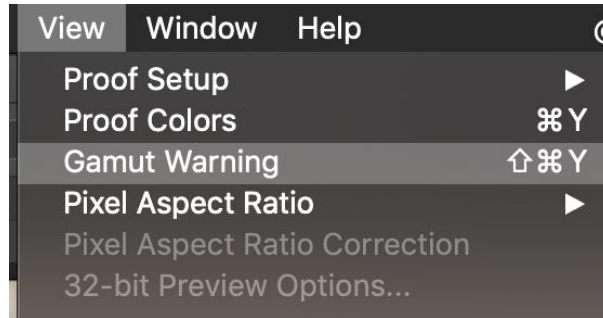 View Window Help
Proof Setup ▶
Proof Colors ⌘Y
Gamut Warning ⇧⌘Y
Pixel Aspect Ratio ▶
Pixel Aspect Ratio Correction
32-bit Preview Options...